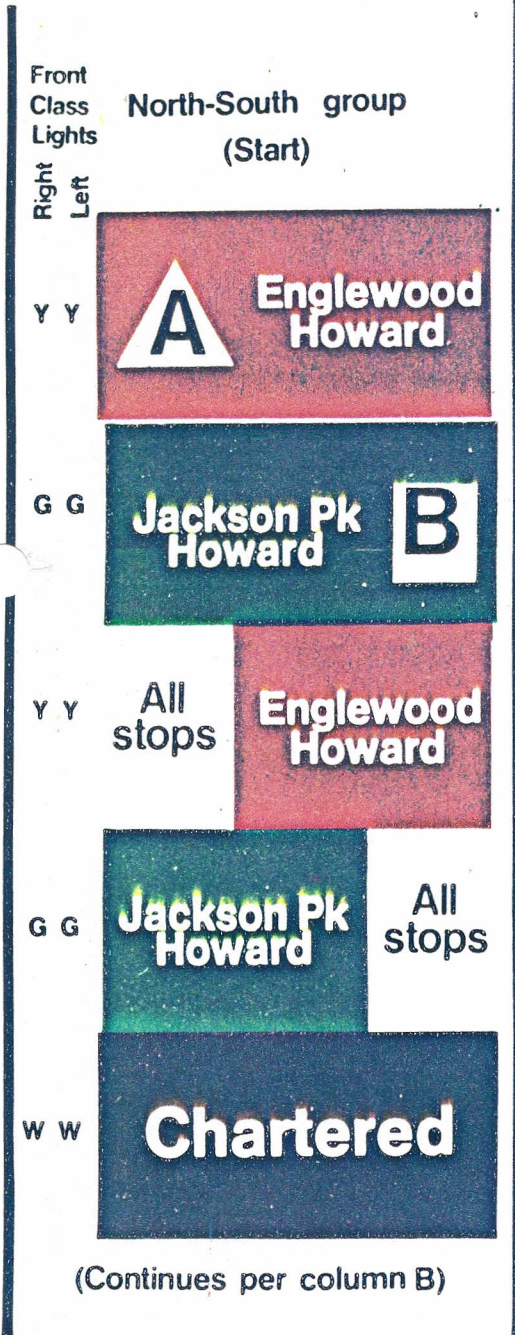 Front
Class
Lights
Right
Left
North-South group
(Start)
Y Y
A
Englewood
Howard
G G
Jackson Pk
Howard
B
Y Y
All
stops
Englewood
Howard
G G
Jackson Pk
Howard
All
stops
W W
Chartered
(Continues per column B)